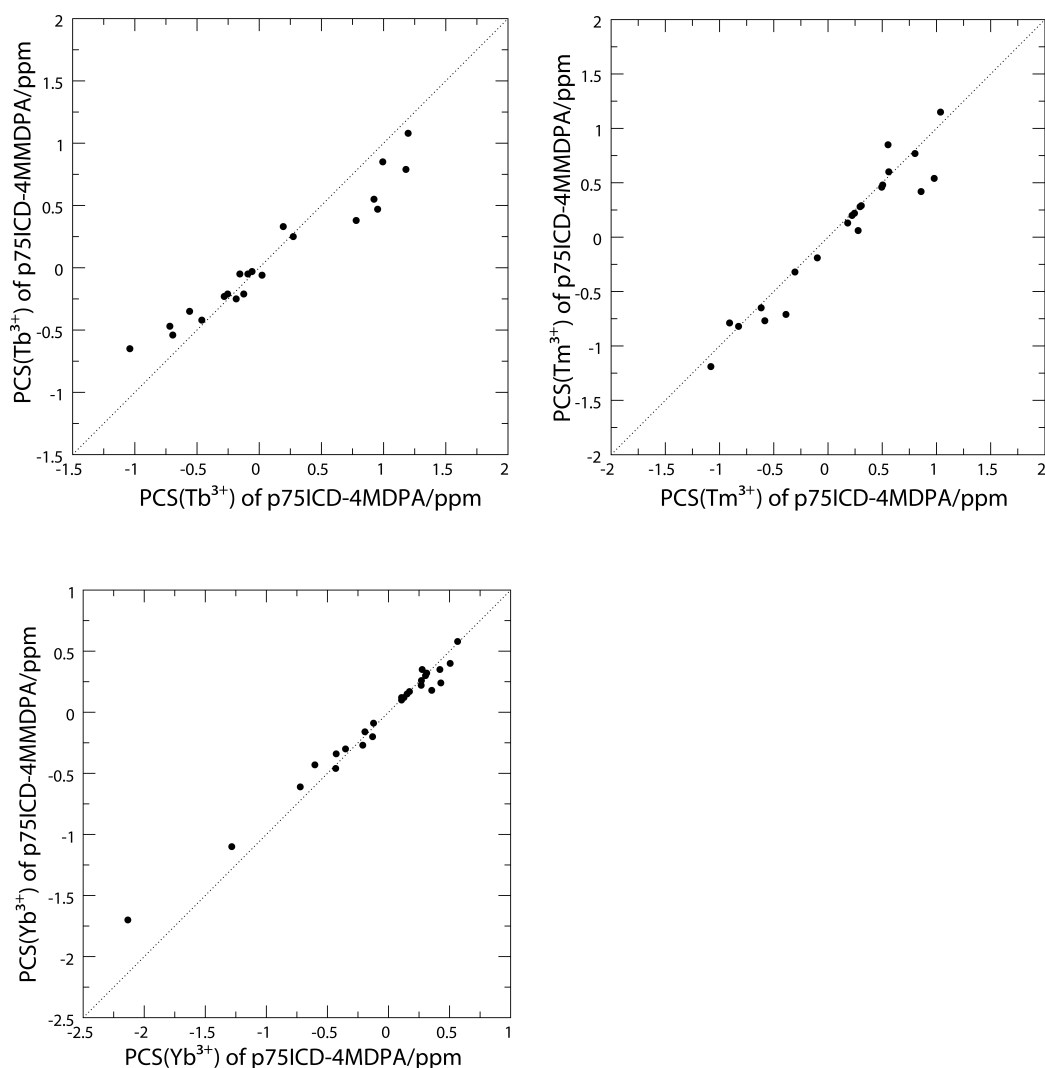 PCS(Tb³⁺) of p75ICD-4MMDPA/ppm
2
1.5
1
0.5
0
-0.5
-1
-1.5
-1.5 -1 -0.5 0 0.5 1 1.5 2
PCS(Tb³⁺) of p75ICD-4MDPA/ppm
PCS(Tm³⁺) of p75ICD-4MMDPA/ppm
2
1.5
1
0.5
0
-0.5
-1
-1.5
-2
-2 -1.5 -1 -0.5 0 0.5 1 1.5 2
PCS(Tm³⁺) of p75ICD-4MDPA/ppm
PCS(Yb³⁺) of p75ICD-4MMDPA/ppm
1
0.5
0
-0.5
-1
-1.5
-2
-2.5
-2.5 -2 -1.5 -1 -0.5 0 0.5 1
PCS(Yb³⁺) of p75ICD-4MDPA/ppm